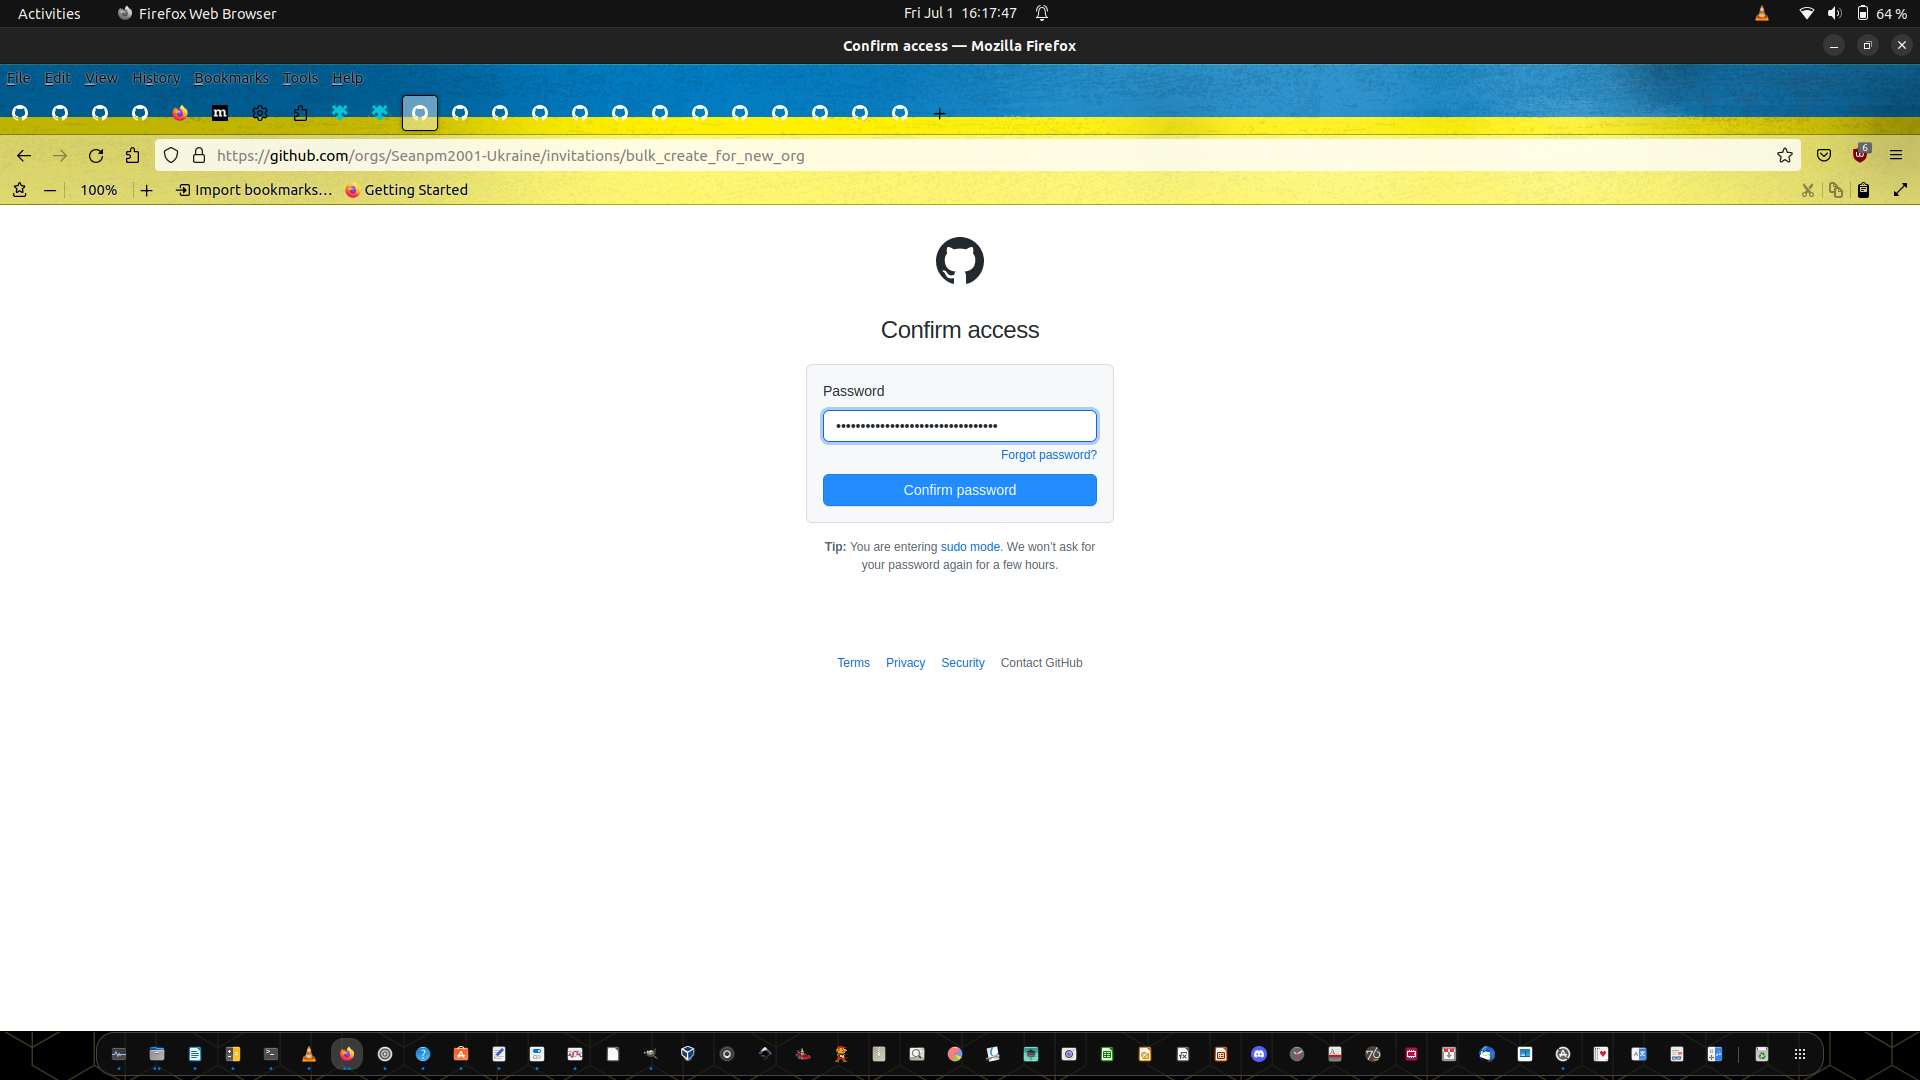 Activities Firefox Web Browser Fri Jul 1 16:17:47 64 %
Confirm access — Mozilla Firefox
File Edit View History Bookmarks Tools Help
https://github.com/orgs/Seanpm2001-Ukraine/invitations/bulk_create_for_new_org 6
100% Import bookmarks… Getting Started
Confirm access
Password
••••••••••••••••••••••••••••••••••
Forgot password?
Confirm password
Tip: You are entering sudo mode. We won’t ask for
your password again for a few hours.
Terms Privacy Security Contact GitHub